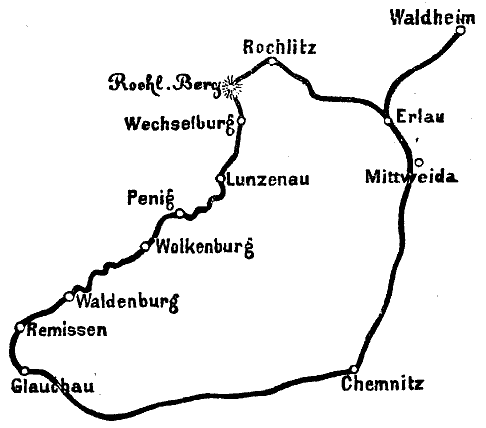 Waldheim
Rochlitz
Rochl. Berg
Erlau
Wechselburg
Mittweida
Lunzenau
Penig
Wolkenburg
Waldenburg
Remissen
Chemnitz
Glauchau